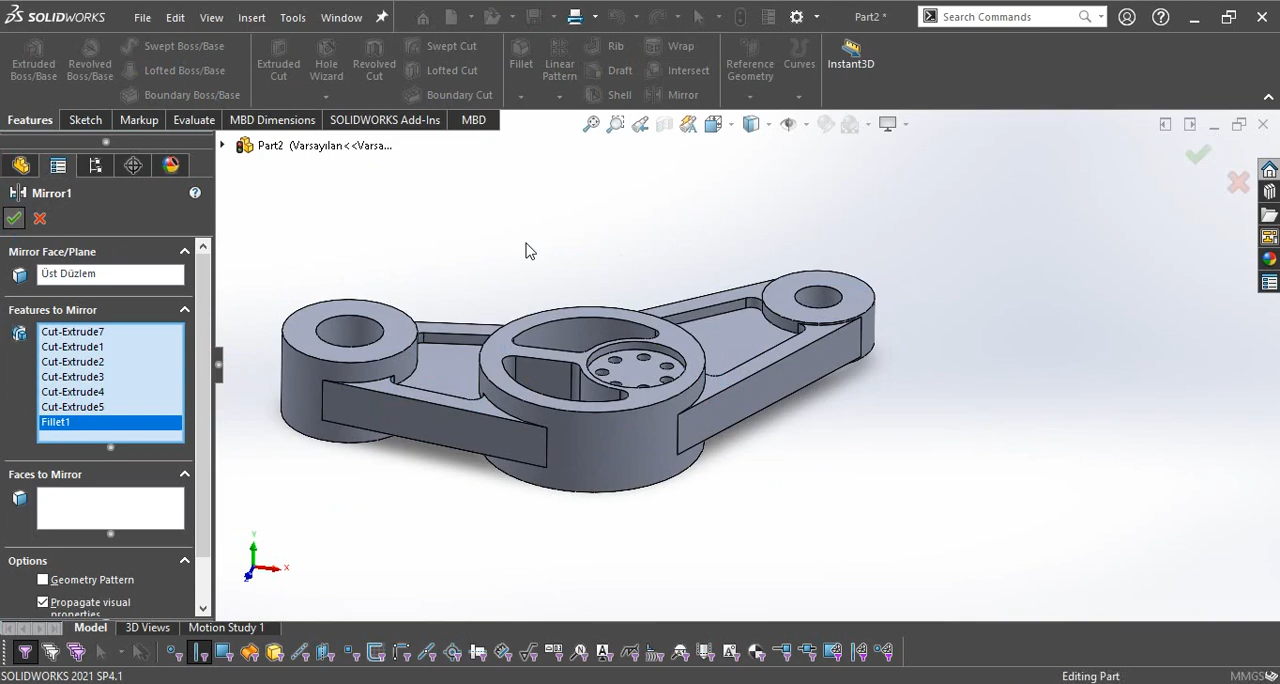 SOLIDWORKS File Edit View Insert Tools Window Part2 * Search Commands
Extruded Boss/Base
Revolved Boss/Base
Swept Boss/Base
Lofted Boss/Base
Boundary Boss/Base
Extruded Cut
Hole Wizard
Revolved Cut
Swept Cut
Lofted Cut
Boundary Cut
Fillet
Linear Pattern
Rib
Draft
Shell
Wrap
Intersect
Mirror
Reference Geometry
Curves
Instant3D
Features Sketch Markup Evaluate MBD Dimensions SOLIDWORKS Add-Ins MBD
Part2 (Varsayılan<<Varsa...
Mirror1
Mirror Face/Plane
Üst Düzlem
Features to Mirror
Cut-Extrude7
Cut-Extrude1
Cut-Extrude2
Cut-Extrude3
Cut-Extrude4
Cut-Extrude5
Fillet1
Faces to Mirror
Options
Geometry Pattern
Propagate visual
properties
Y
X
Z
Model 3D Views Motion Study 1
SOLIDWORKS 2021 SP4.1 Editing Part MMGS